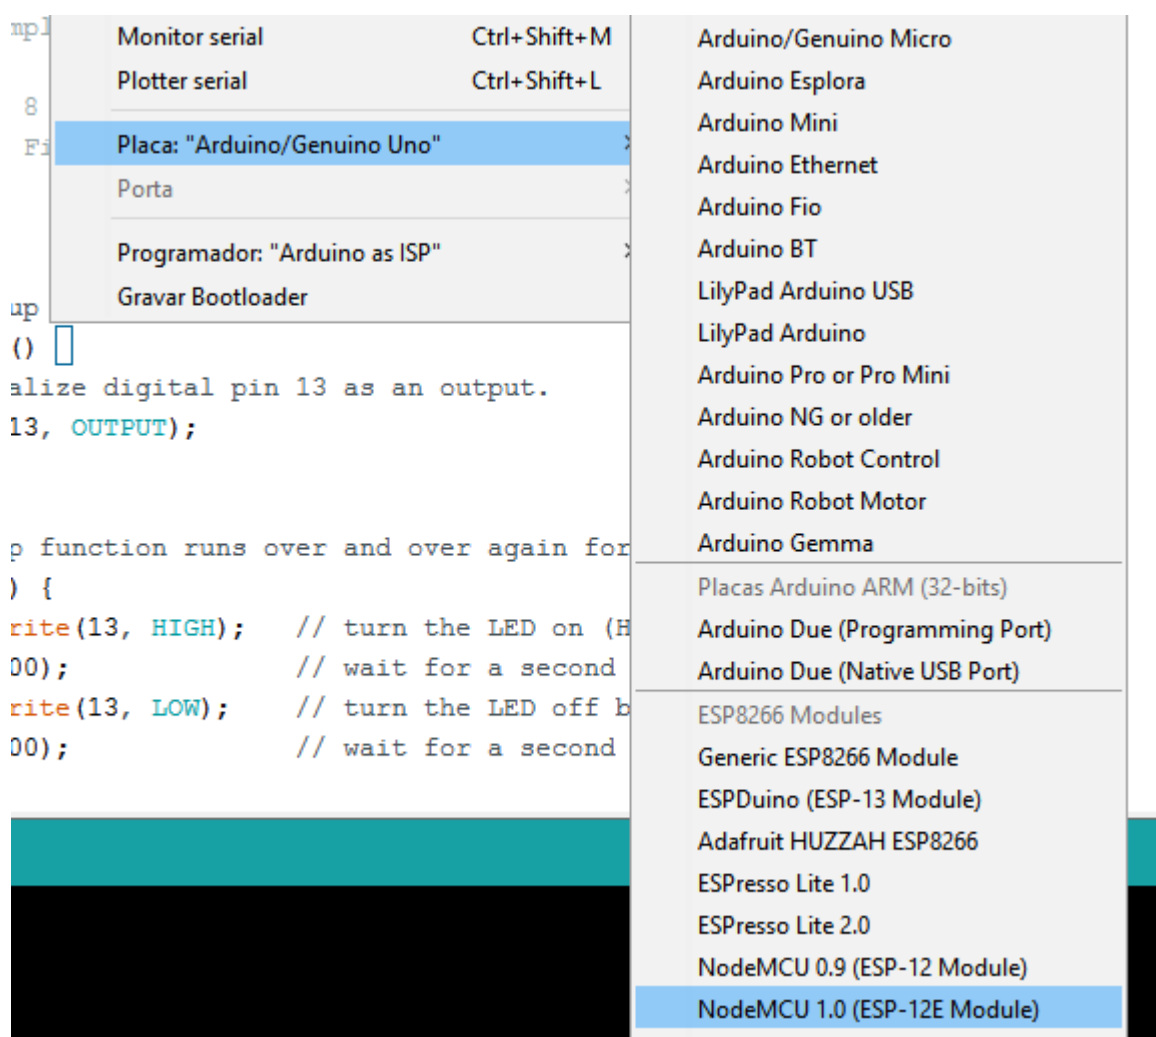 Monitor serial Ctrl+Shift+M
Plotter serial Ctrl+Shift+L
8
Placa: "Arduino/Genuino Uno"
Porta
Programador: "Arduino as ISP"
Gravar Bootloader
up
()
alize digital pin 13 as an output.
13, OUTPUT);
p function runs over and over again for
) {
rite(13, HIGH); // turn the LED on (H
00); // wait for a second
rite(13, LOW); // turn the LED off b
00); // wait for a second
Arduino/Genuino Micro
Arduino Esplora
Arduino Mini
Arduino Ethernet
Arduino Fio
Arduino BT
LilyPad Arduino USB
LilyPad Arduino
Arduino Pro or Pro Mini
Arduino NG or older
Arduino Robot Control
Arduino Robot Motor
Arduino Gemma
Placas Arduino ARM (32-bits)
Arduino Due (Programming Port)
Arduino Due (Native USB Port)
ESP8266 Modules
Generic ESP8266 Module
ESPDuino (ESP-13 Module)
Adafruit HUZZAH ESP8266
ESPresso Lite 1.0
ESPresso Lite 2.0
NodeMCU 0.9 (ESP-12 Module)
NodeMCU 1.0 (ESP-12E Module)